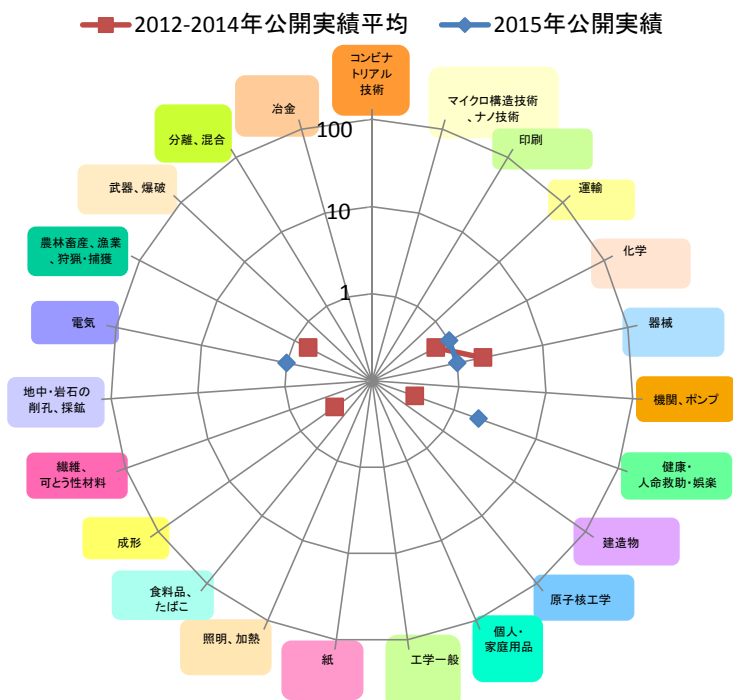 2012-2014年公開実績平均
2015年公開実績
コンビナ
トリアル
技術
マイクロ構造技術
、ナノ技術
印刷
運輸
化学
器械
機関、ポンプ
健康・
人命救助・娯楽
建造物
原子核工学
個人・
家庭用品
工学一般
紙
照明、加熱
食料品、
たばこ
成形
繊維、
可とう性材料
地中・岩石の
削孔、採鉱
電気
農林畜産、漁業
、狩猟・捕獲
武器、爆破
分離、混合
冶金
100
10
1